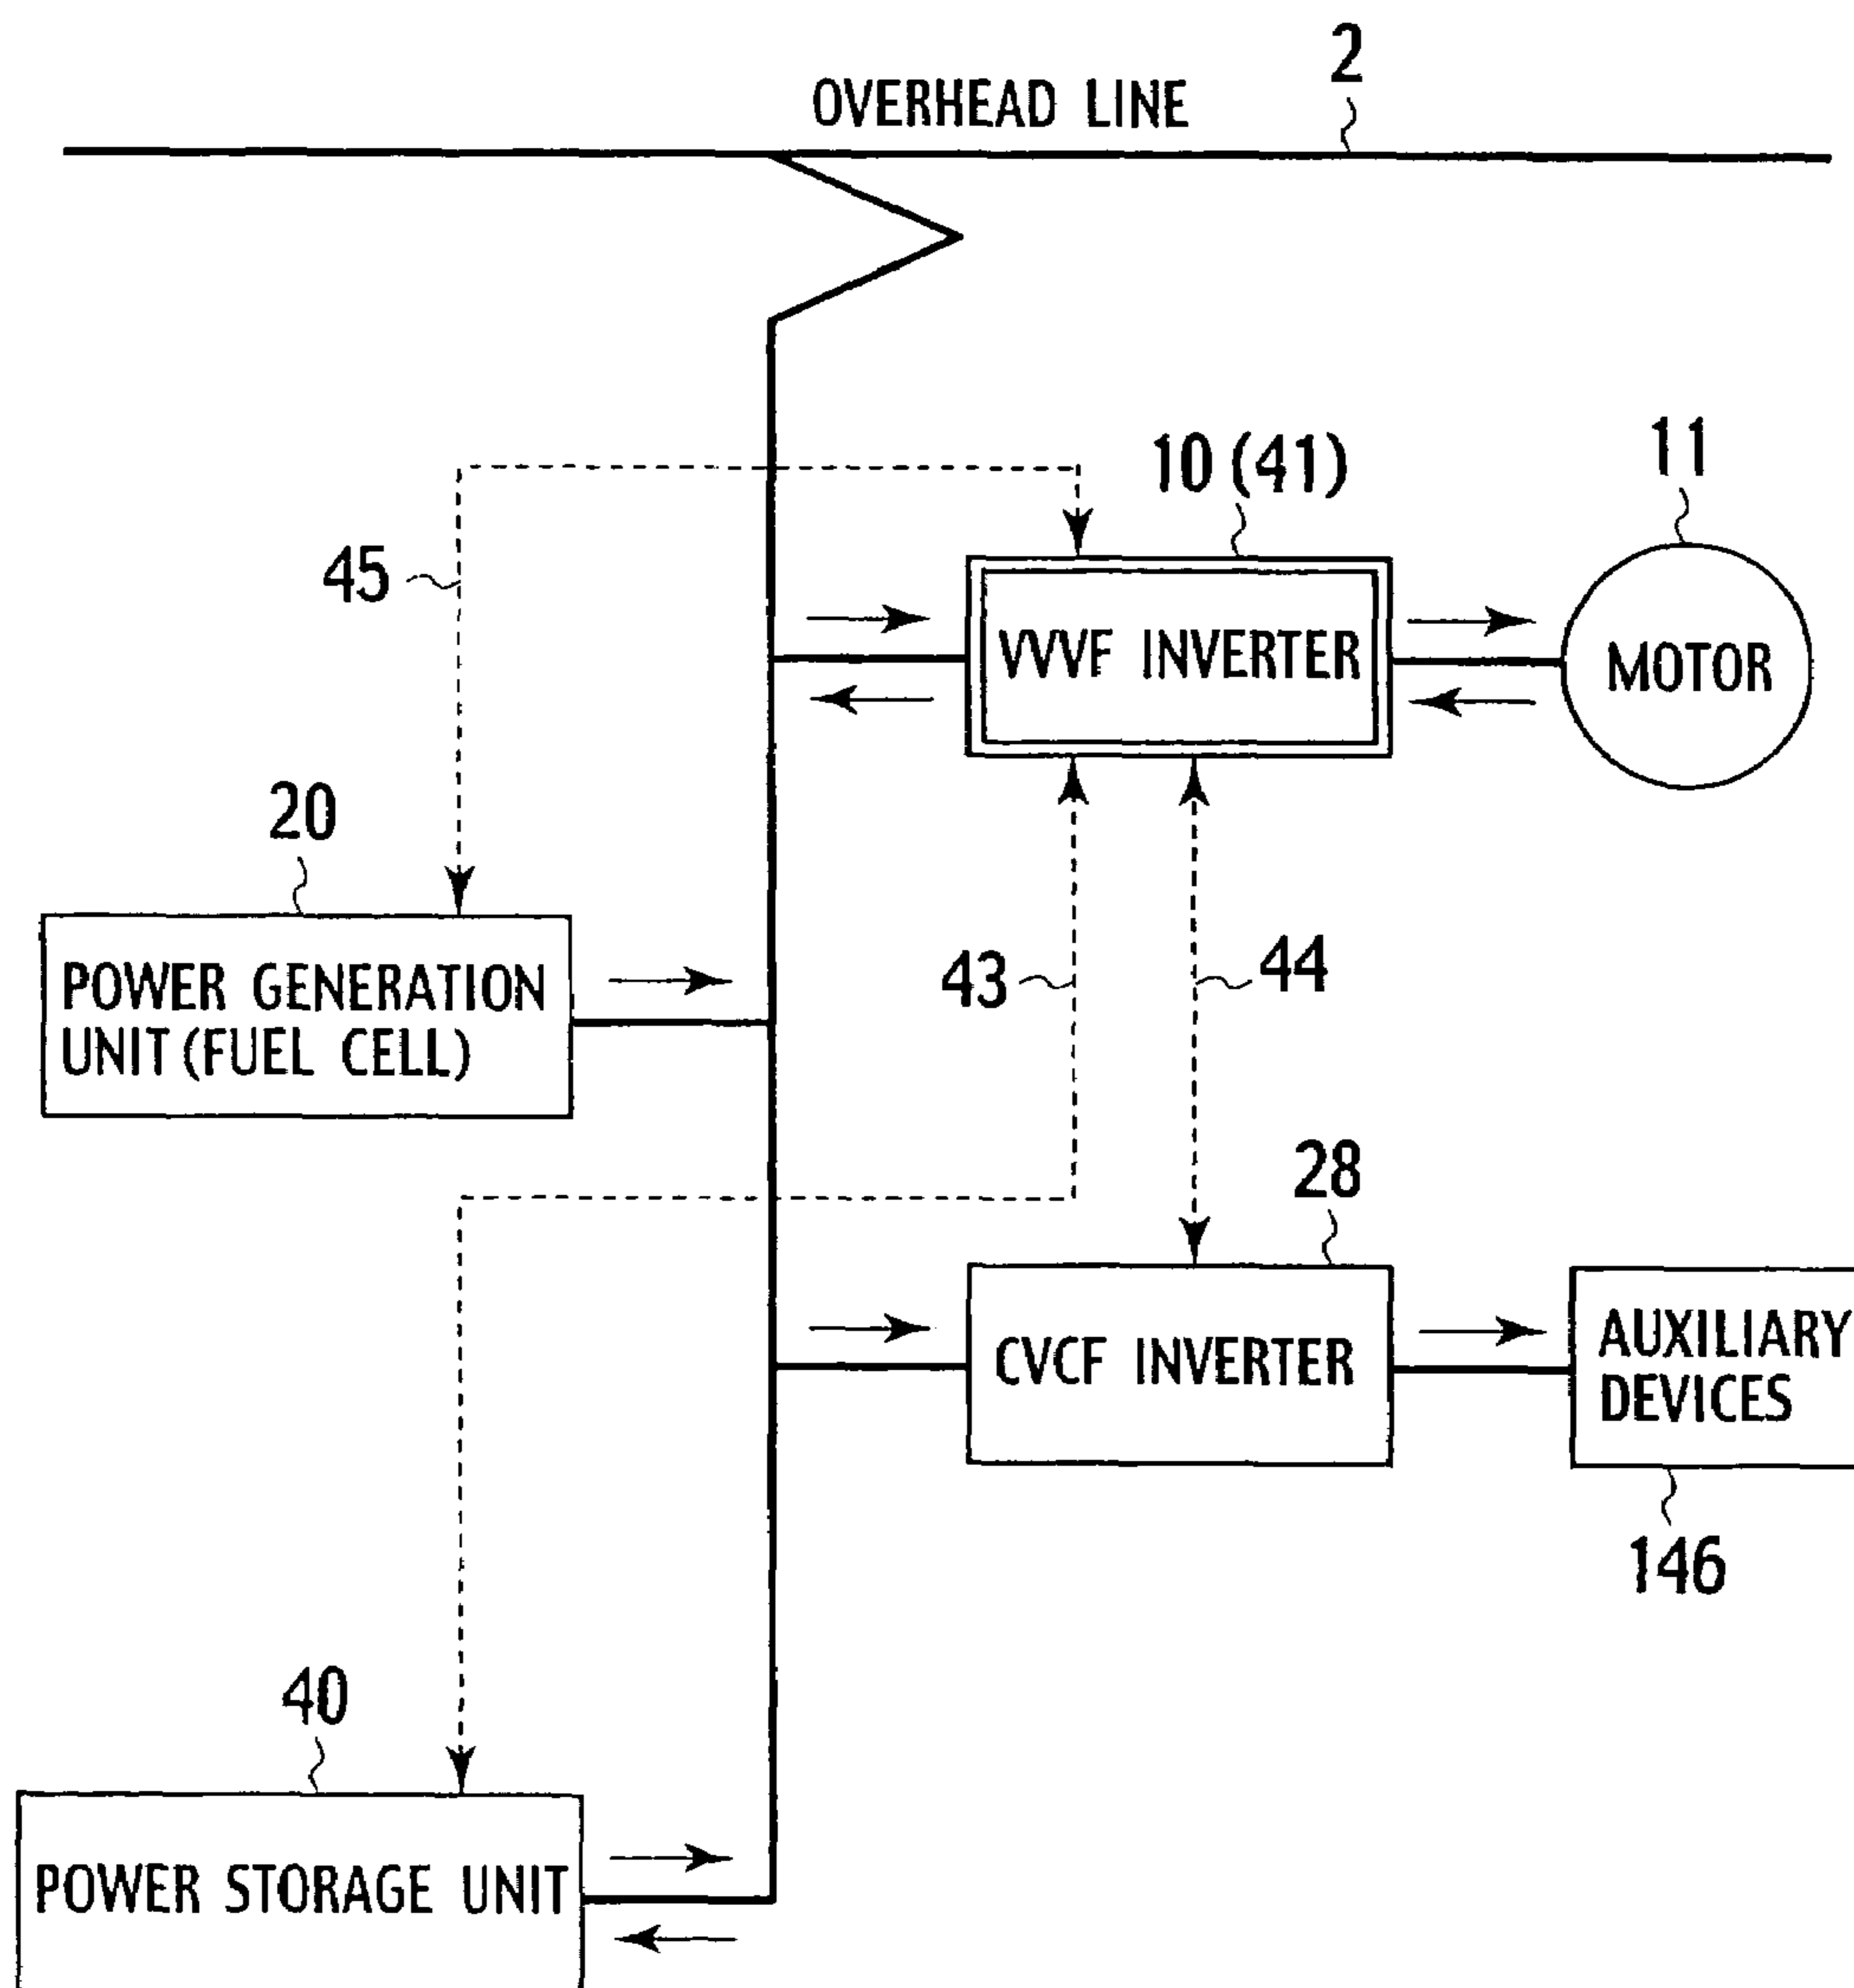 2
OVERHEAD LINE
10 (41)
11
45
VVVF INVERTER
MOTOR
20
43
44
POWER GENERATION
UNIT (FUEL CELL)
28
CVCF INVERTER
AUXILIARY
DEVICES
146
40
POWER STORAGE UNIT